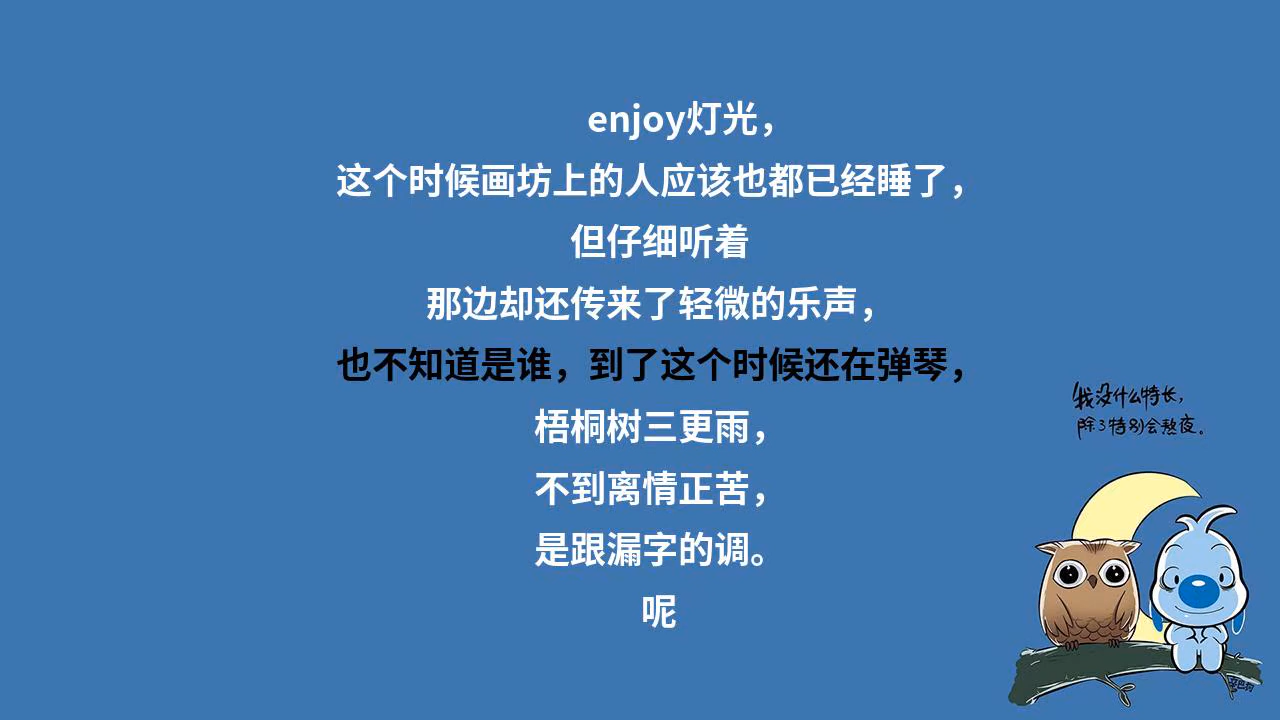 enjoy灯光，
这个时候画坊上的人应该也都已经睡了，
但仔细听着
那边却还传来了轻微的乐声，
也不知道是谁，到了这个时候还在弹琴，
梧桐树三更雨，
不到离情正苦，
是跟漏字的调。
呢
我没什么特长，
除了特别会熬夜。